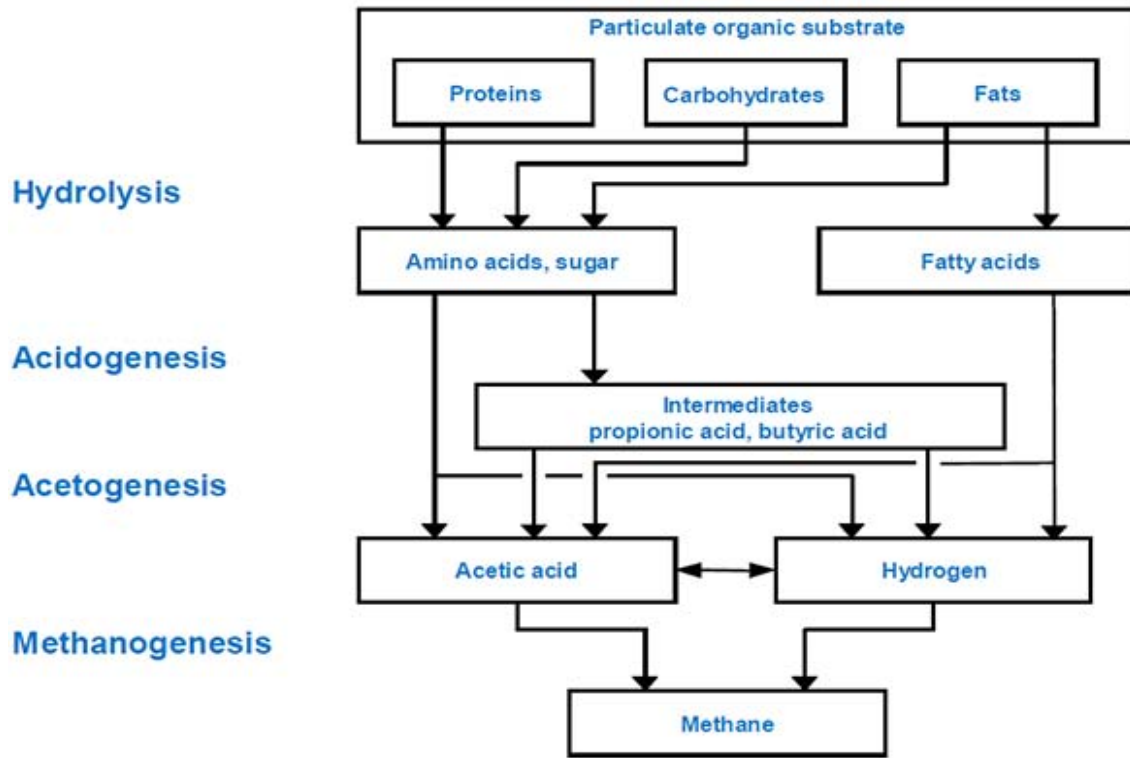 Particulate organic substrate
Proteins
Carbohydrates
Fats
Hydrolysis
Amino acids, sugar
Fatty acids
Acidogenesis
Intermediates
propionic acid, butyric acid
Acetogenesis
Acetic acid
Hydrogen
Methanogenesis
Methane